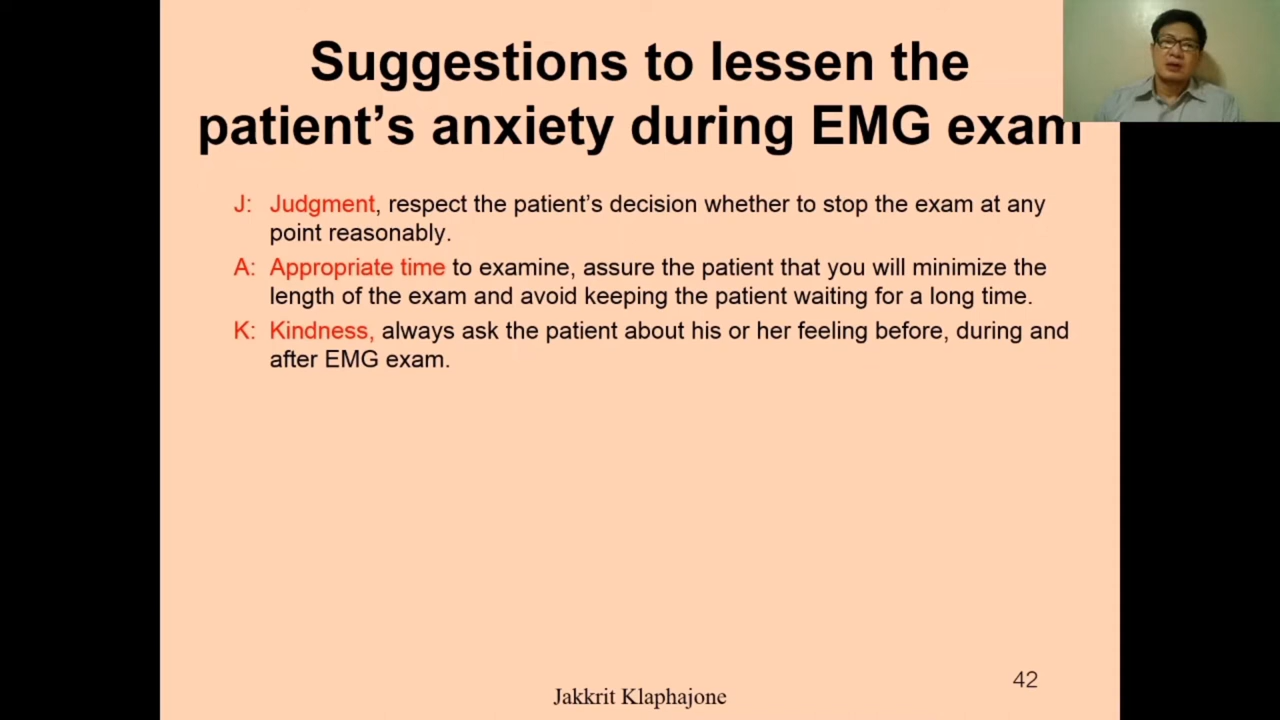 Suggestions to lessen the
patient’s anxiety during EMG exam
J: Judgment, respect the patient’s decision whether to stop the exam at any
point reasonably.
A: Appropriate time to examine, assure the patient that you will minimize the
length of the exam and avoid keeping the patient waiting for a long time.
K: Kindness, always ask the patient about his or her feeling before, during and
after EMG exam.
42
Jakkrit Klaphajone